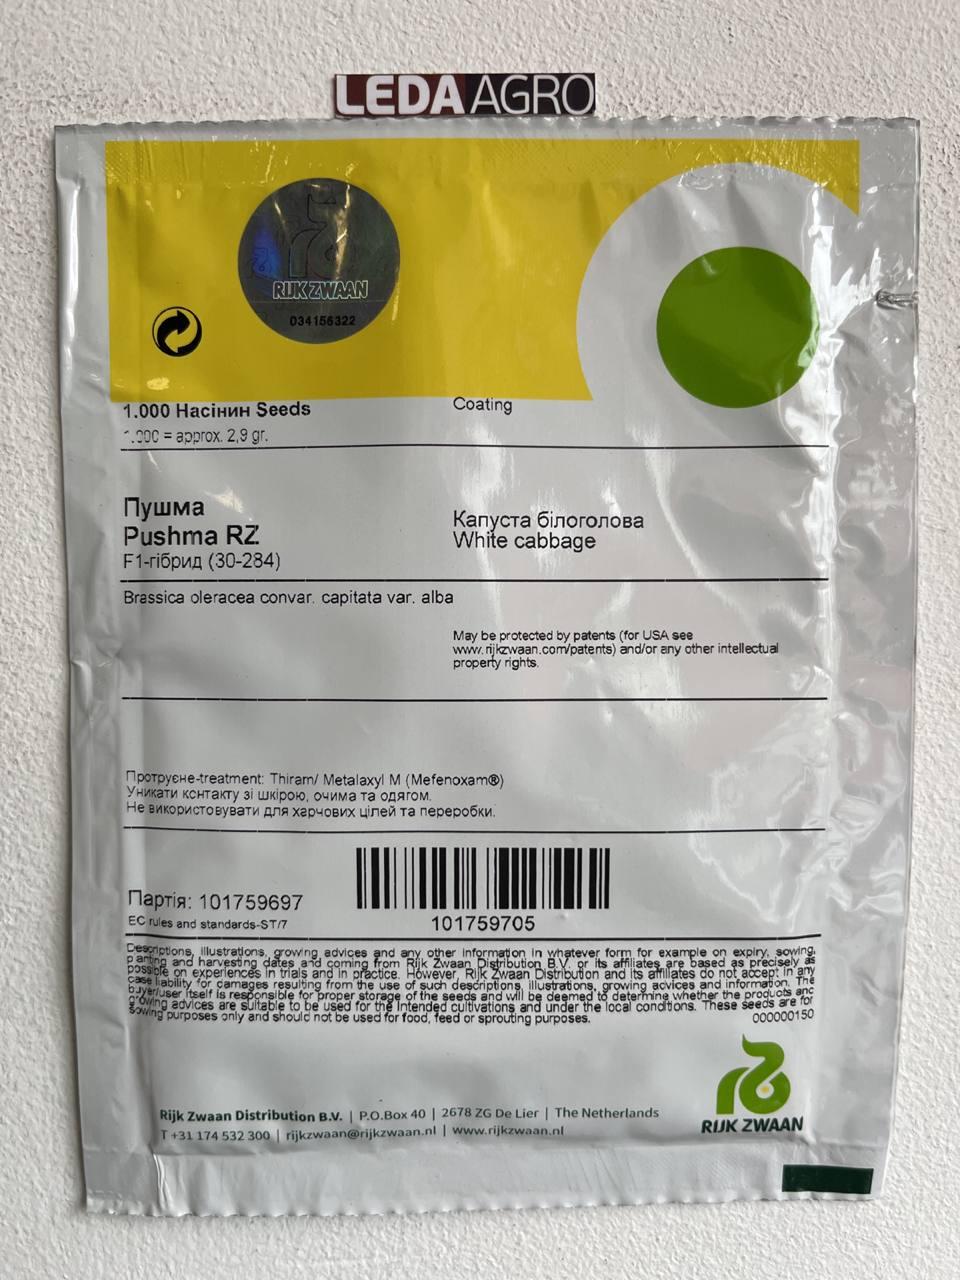 LEDAAGRO
RIJK ZWAAN
034156322
1.000 Насінин Seeds
Coating
1.000 = approx. 2,9 gr.
Пушма
Pushma RZ
F1-гібрид (30-284)
Капуста білоголова
White cabbage
Brassica oleracea convar. capitata var. alba
May be protected by patents (for USA see
www.rijkzwaan.com/patents) and/or any other intellectual
property rights.
Протруєне-treatment: Thiram/ Metalaxyl M (Mefenoxam®)
Уникати контакту зі шкірою, очима та одягом.
Не використовувати для харчових цілей та переробки.
Партія: 101759697
EC rules and standards-ST/7
101759705
Descriptions, illustrations, growing advices and any other information in whatever form for example on expiry, sowing,
planting and harvesting dates and coming from Rijk Zwaan Distribution B.V. or its affiliates are based as precisely as
possible on experiences in trials and in practice. However, Rijk Zwaan Distribution and its affiliates do not accept in any
case liability for damages resulting from the use of such descriptions, illustrations, growing advices and information. The
buyer/user itself is responsible for proper storage of the seeds and will be deemed to determine whether the products and
growing advices are suitable to be used for the intended cultivations and under the local conditions. These seeds are for
sowing purposes only and should not be used for food, feed or sprouting purposes.
000000150
RIJK ZWAAN
Rijk Zwaan Distribution B.V. | P.O.Box 40 | 2678 ZG De Lier | The Netherlands
T +31 174 532 300 | rijkzwaan@rijkzwaan.nl | www.rijkzwaan.nl